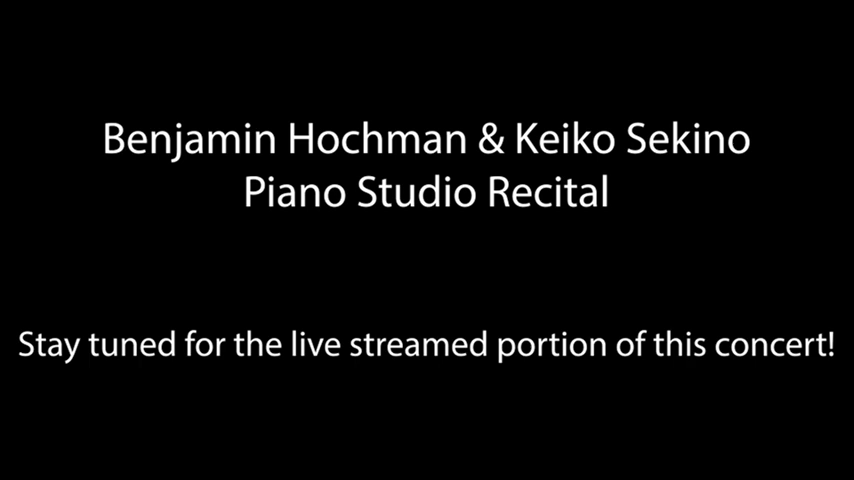 Benjamin Hochman & Keiko Sekino
Piano Studio Recital
Stay tuned for the live streamed portion of this concert!